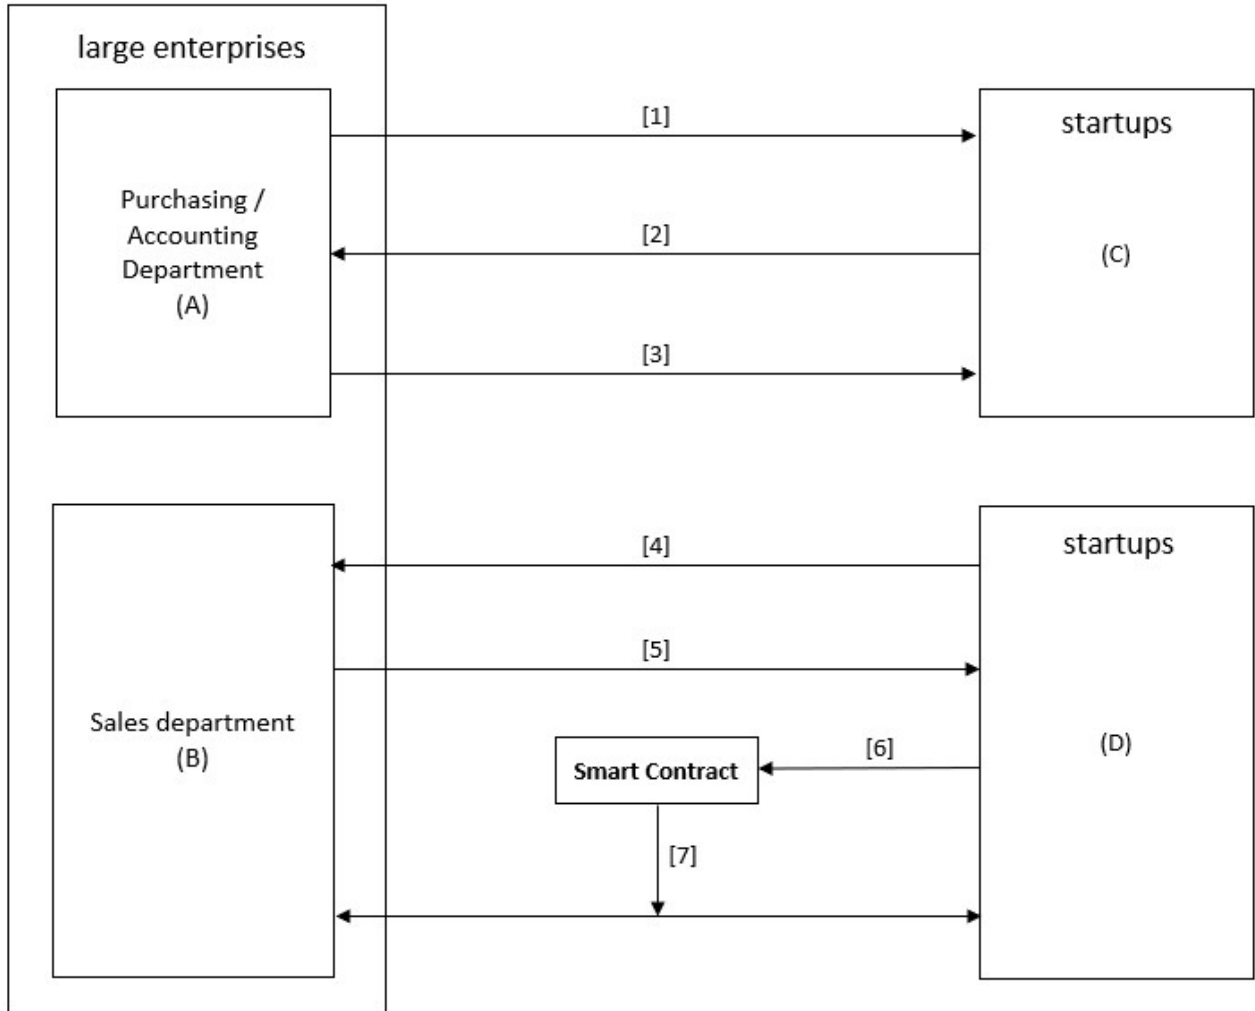 large enterprises
[1]
startups
Purchasing /
Accounting
Department
(A)
[2]
(C)
[3]
[4]
startups
[5]
Sales department
(B)
(D)
[6]
Smart Contract
[7]